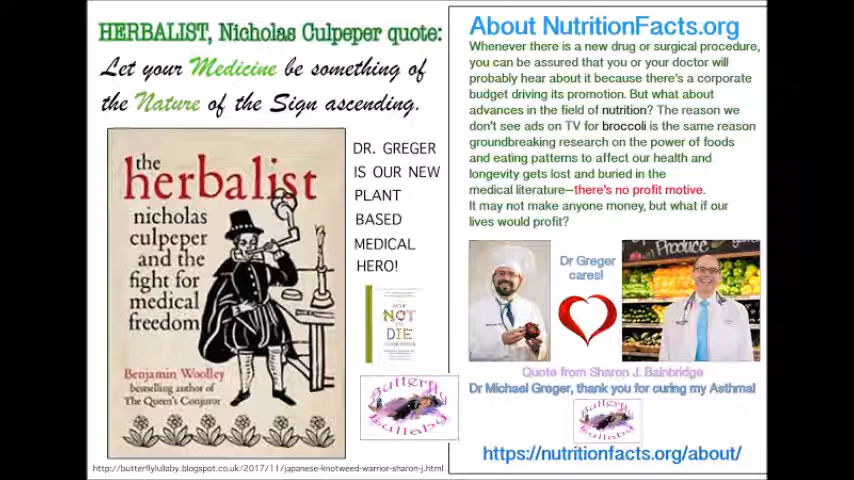 HERBALIST, Nicholas Culpeper quote:
Let your Medicine be something of
the Nature of the Sign ascending.
the
herbalist
nicholas
culpeper
and the
fight for
medical
freedom
Benjamin Woolley
bestselling author of
The Queen's Conjuror
DR. GREGER
IS OUR NEW
PLANT
BASED
MEDICAL
HERO!
HOW
NOT
TO
DIE
Butterfly
Lullaby
http://butterflylullaby.blogspot.co.uk/2017/11/japanese-knotweed-warrior-sharon-j.html
About NutritionFacts.org
Whenever there is a new drug or surgical procedure,
you can be assured that you or your doctor will
probably hear about it because there's a corporate
budget driving its promotion. But what about
advances in the field of nutrition? The reason we
don't see ads on TV for broccoli is the same reason
groundbreaking research on the power of foods
and eating patterns to affect our health and
longevity gets lost and buried in the
medical literature—there's no profit motive.
It may not make anyone money, but what if our
lives would profit?
Dr Greger
cares!
Produce
Quote from Sharon J. Bainbridge
Dr Michael Greger, thank you for curing my Asthma!
Butterfly
Lullaby
https://nutritionfacts.org/about/